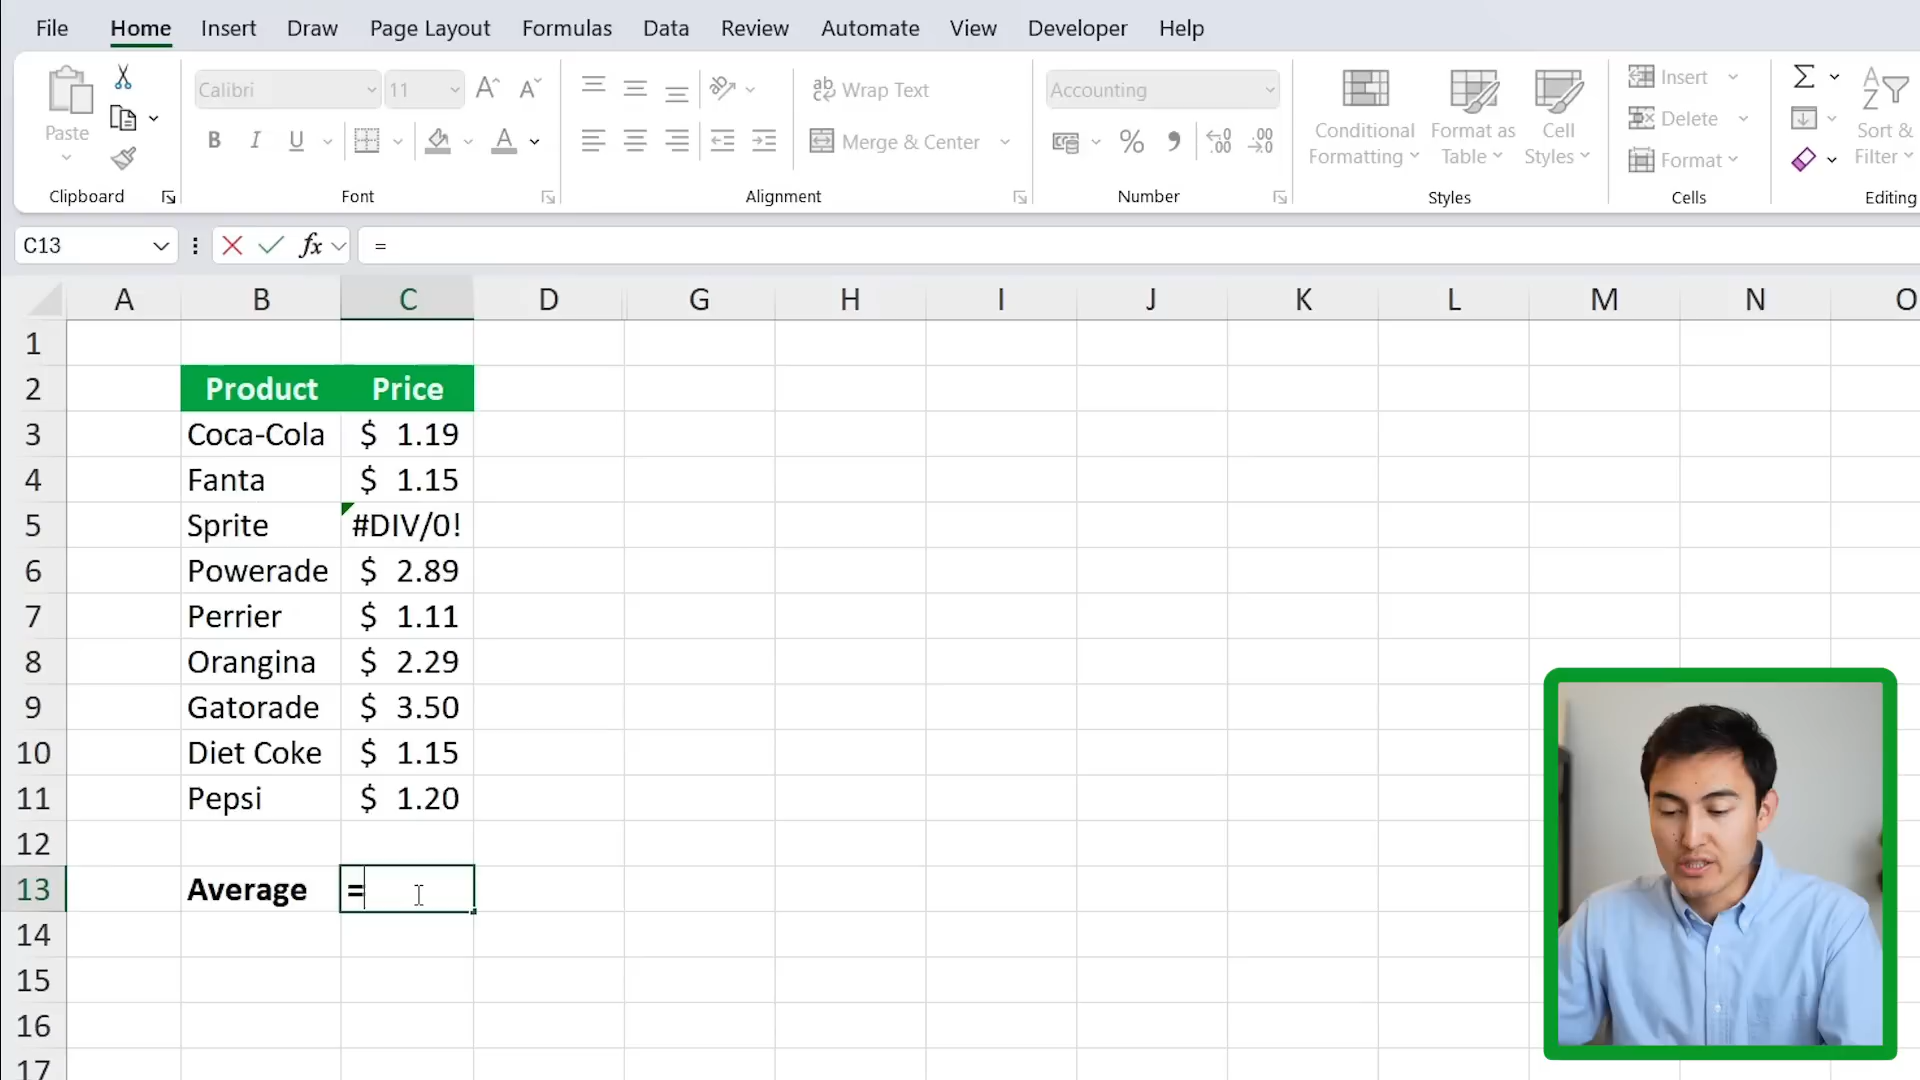 File Home Insert Draw Page Layout Formulas Data Review Automate View Developer Help
Paste
Clipboard
Calibri 11
B I U A
Font
ab Wrap Text
Merge & Center
Alignment
Accounting
% 9 .00 .00
Number
Conditional Formatting
Format as Table
Cell Styles
Styles
Insert
Delete
Format
Cells
Σ
Sort & Filter
Editing
C13 fx =
A B C D G H I J K L M N O
1
2 Product Price
3 Coca-Cola $ 1.19
4 Fanta $ 1.15
5 Sprite #DIV/0!
6 Powerade $ 2.89
7 Perrier $ 1.11
8 Orangina $ 2.29
9 Gatorade $ 3.50
10 Diet Coke $ 1.15
11 Pepsi $ 1.20
12
13 Average =
14
15
16
17